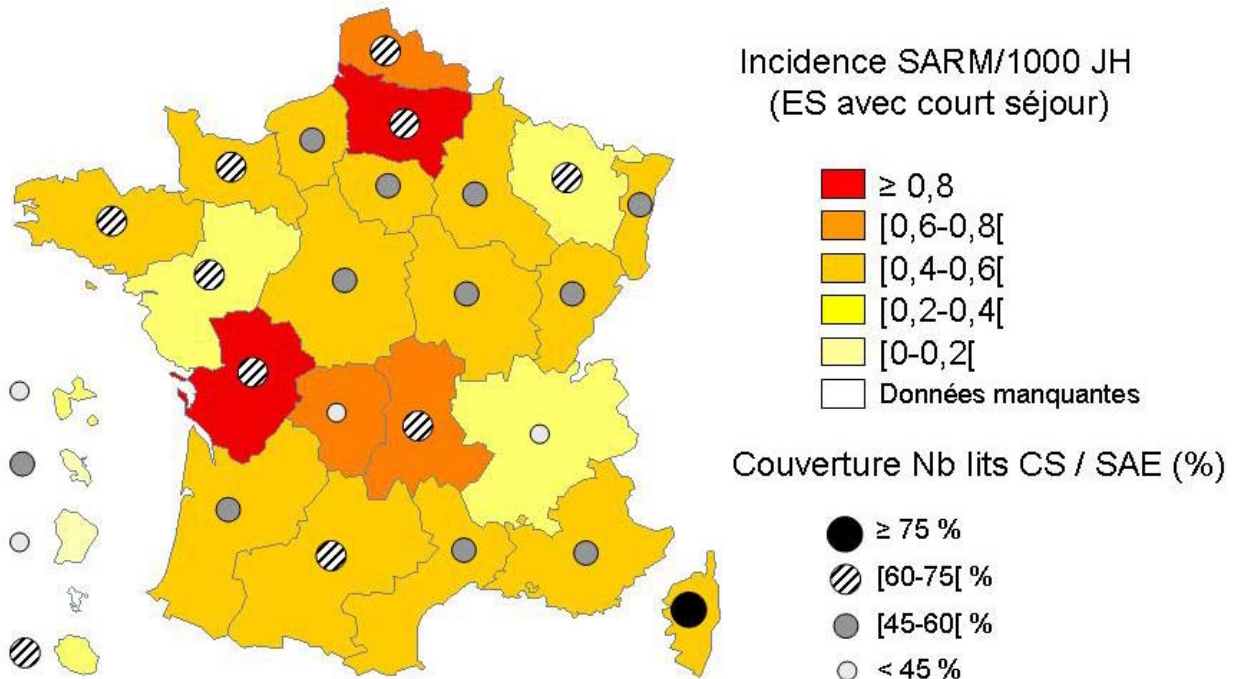 Incidence SARM/1000 JH
(ES avec court séjour)
≥ 0,8
[0,6-0,8[
[0,4-0,6[
[0,2-0,4[
[0-0,2[
Données manquantes
Couverture Nb lits CS / SAE (%)
≥ 75 %
[60-75[ %
[45-60[ %
< 45 %